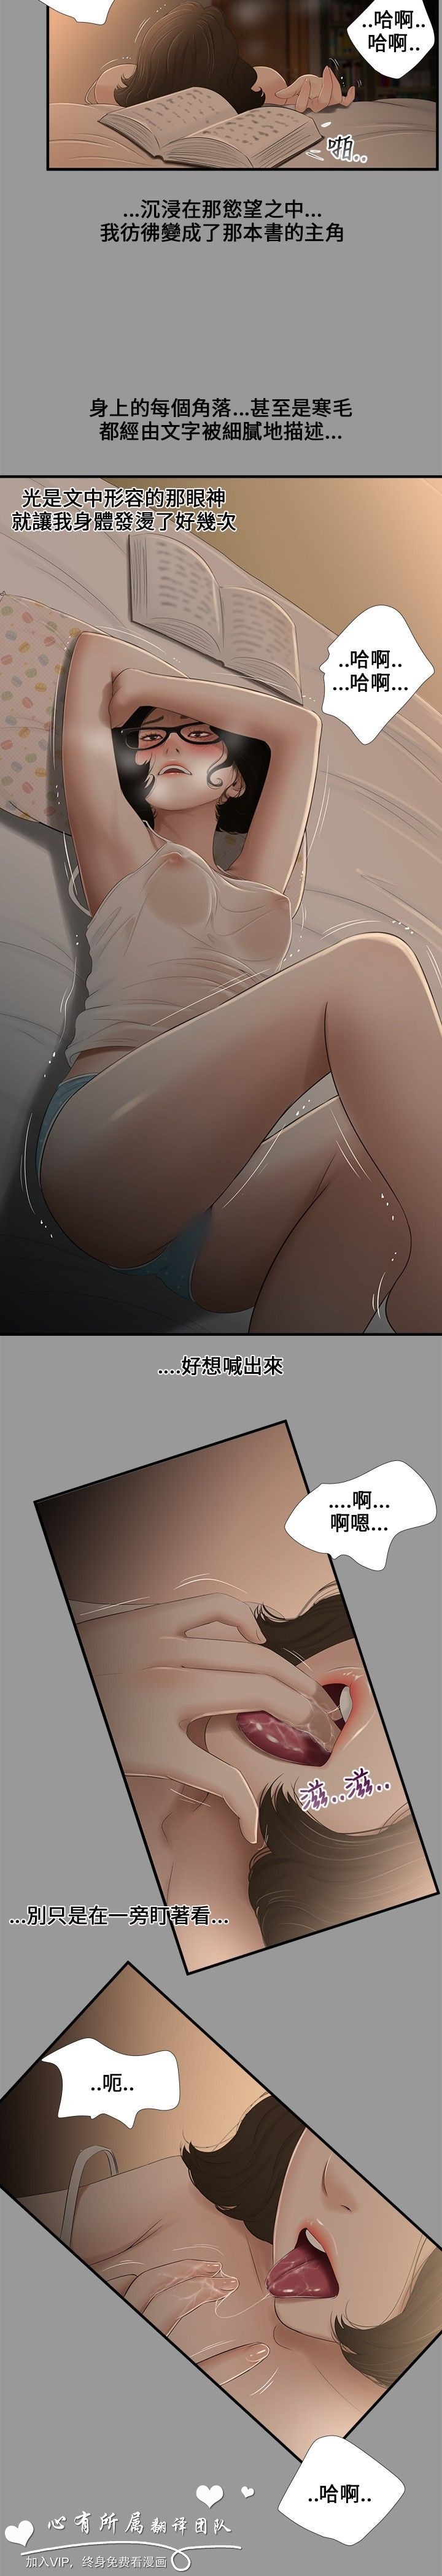 ..哈啊..
哈啊..
啪..
...沉浸在那慾望之中...
我彷彿變成了那本書的主角
身上的每個角落...甚至是寒毛
都經由文字被細膩地描述...
光是文中形容的那眼神
就讓我身體發燙了好幾次
..哈啊..
...哈啊...
....好想喊出來
....啊...
啊嗯...
滋..滋..
...別只是在一旁盯著看...
..呃..
..哈啊..
心有所属翻译团队
加入VIP，终身免费看漫画